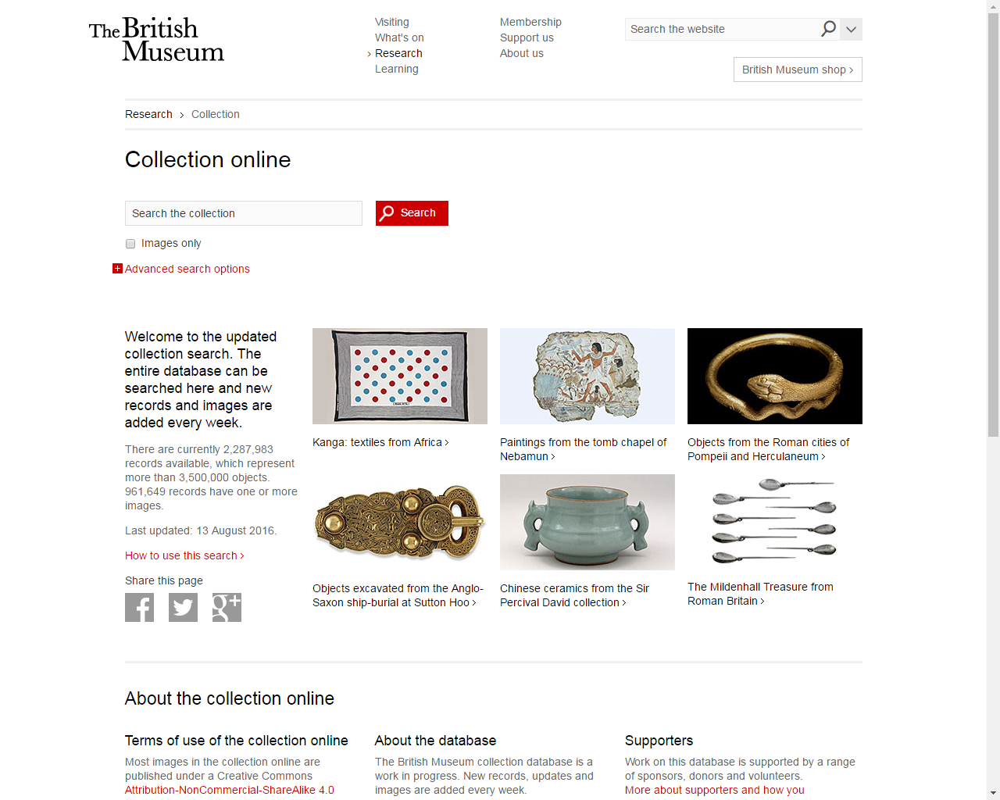 The British
Museum
Visiting
What's on
Research
Learning
Membership
Support us
About us
Search the website
British Museum shop
Research
Collection
Collection online
Search the collection
Search
Images only
Advanced search options
Welcome to the updated
collection search. The
entire database can be
searched here and new
records and images are
added every week.
There are currently 2,287,983
records available, which represent
more than 3,500,000 objects.
961,649 records have one or more
images.
Last updated: 13 August 2016.
How to use this search
Share this page
Kanga: textiles from Africa
Paintings from the tomb chapel of
Nebamun
Objects from the Roman cities of
Pompeii and Herculaneum
Objects excavated from the Anglo-
Saxon ship-burial at Sutton Hoo
Chinese ceramics from the Sir
Percival David collection
The Mildenhall Treasure from
Roman Britain
About the collection online
Terms of use of the collection online
Most images in the collection online are
published under a Creative Commons
Attribution-NonCommercial-ShareAlike 4.0
About the database
The British Museum collection database is a
work in progress. New records, updates and
images are added every week.
Supporters
Work on this database is supported by a range
of sponsors, donors and volunteers.
More about supporters and how you